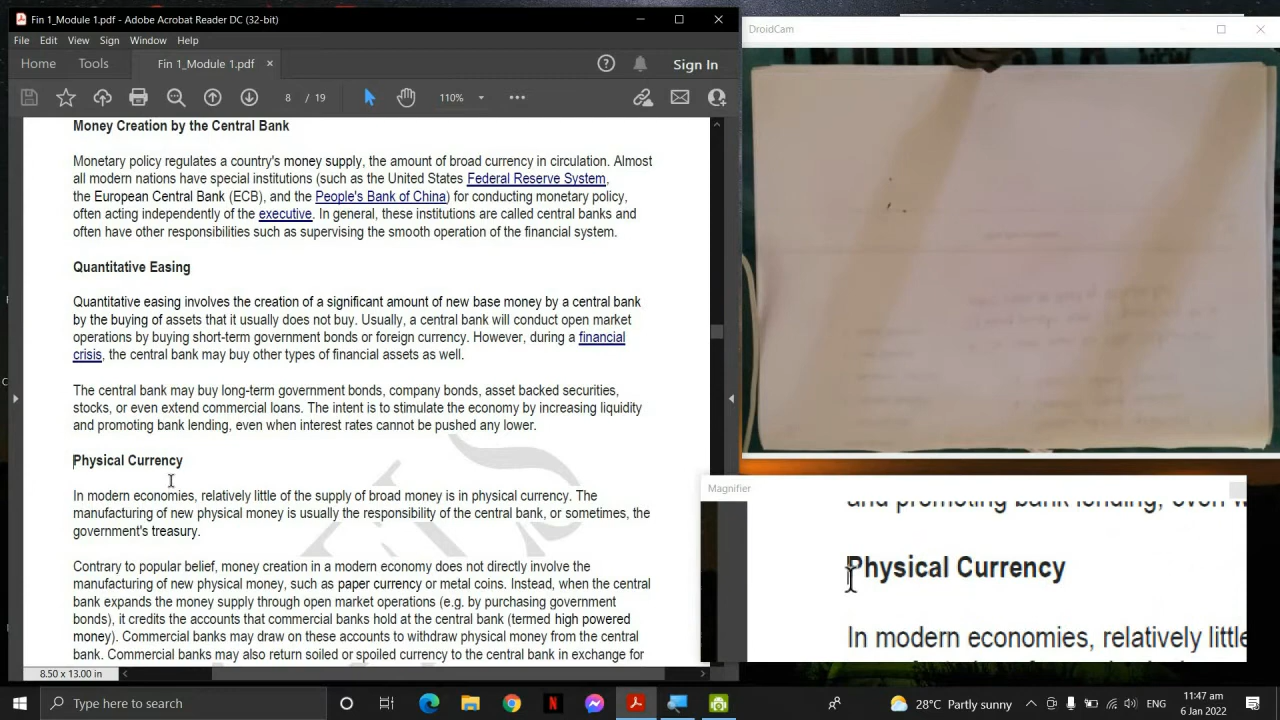 Fin 1_Module 1.pdf - Adobe Acrobat Reader DC (32-bit)
File Edit View Sign Window Help
Home Tools Fin 1_Module 1.pdf × Sign In
8 / 19 110%
Money Creation by the Central Bank
Monetary policy regulates a country's money supply, the amount of broad currency in circulation. Almost
all modern nations have special institutions (such as the United States Federal Reserve System,
the European Central Bank (ECB), and the People's Bank of China) for conducting monetary policy,
often acting independently of the executive. In general, these institutions are called central banks and
often have other responsibilities such as supervising the smooth operation of the financial system.
Quantitative Easing
Quantitative easing involves the creation of a significant amount of new base money by a central bank
by the buying of assets that it usually does not buy. Usually, a central bank will conduct open market
operations by buying short-term government bonds or foreign currency. However, during a financial
crisis, the central bank may buy other types of financial assets as well.
The central bank may buy long-term government bonds, company bonds, asset backed securities,
stocks, or even extend commercial loans. The intent is to stimulate the economy by increasing liquidity
and promoting bank lending, even when interest rates cannot be pushed any lower.
Physical Currency
In modern economies, relatively little of the supply of broad money is in physical currency. The
manufacturing of new physical money is usually the responsibility of the central bank, or sometimes, the
government's treasury.
Contrary to popular belief, money creation in a modern economy does not directly involve the
manufacturing of new physical money, such as paper currency or metal coins. Instead, when the central
bank expands the money supply through open market operations (e.g. by purchasing government
bonds), it credits the accounts that commercial banks hold at the central bank (termed high powered
money). Commercial banks may draw on these accounts to withdraw physical money from the central
bank. Commercial banks may also return soiled or spoiled currency to the central bank in exchange for
8.50 x 13.00 in
DroidCam
Magnifier
and promoting bank lending, even w
Physical Currency
In modern economies, relatively little
Type here to search
28°C Partly sunny
ENG
11:47 am
6 Jan 2022